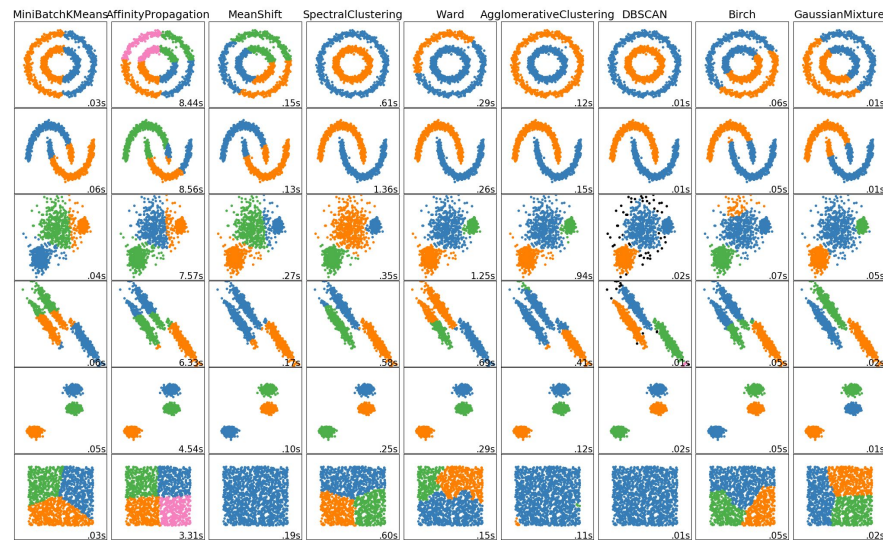 MiniBatchKMeans AffinityPropagation MeanShift SpectralClustering Ward AgglomerativeClustering DBSCAN Birch GaussianMixture
.03s 8.44s .15s .61s .29s .12s .01s .06s .01s
.06s 8.56s .13s 1.36s .26s .15s .01s .05s .01s
.04s 7.57s .27s .35s 1.25s .94s .02s .07s .05s
.06s 6.33s .17s .58s .69s .41s .01s .05s .02s
.05s 4.54s .10s .25s .29s .12s .02s .05s .01s
.03s 3.31s .19s .60s .15s .11s .01s .05s .02s